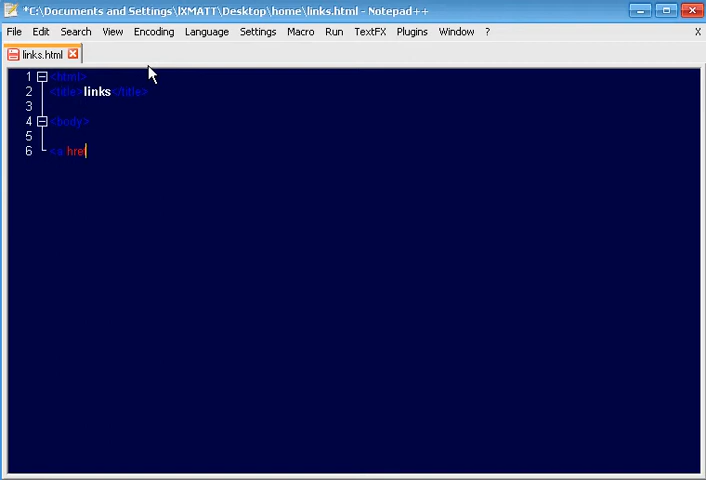 *C:\Documents and Settings\IXMATT\Desktop\home\links.html - Notepad++
File Edit Search View Encoding Language Settings Macro Run TextFX Plugins Window ? X
links.html
1 <html>
2 <title>links</title>
3
4 <body>
5
6 <a href